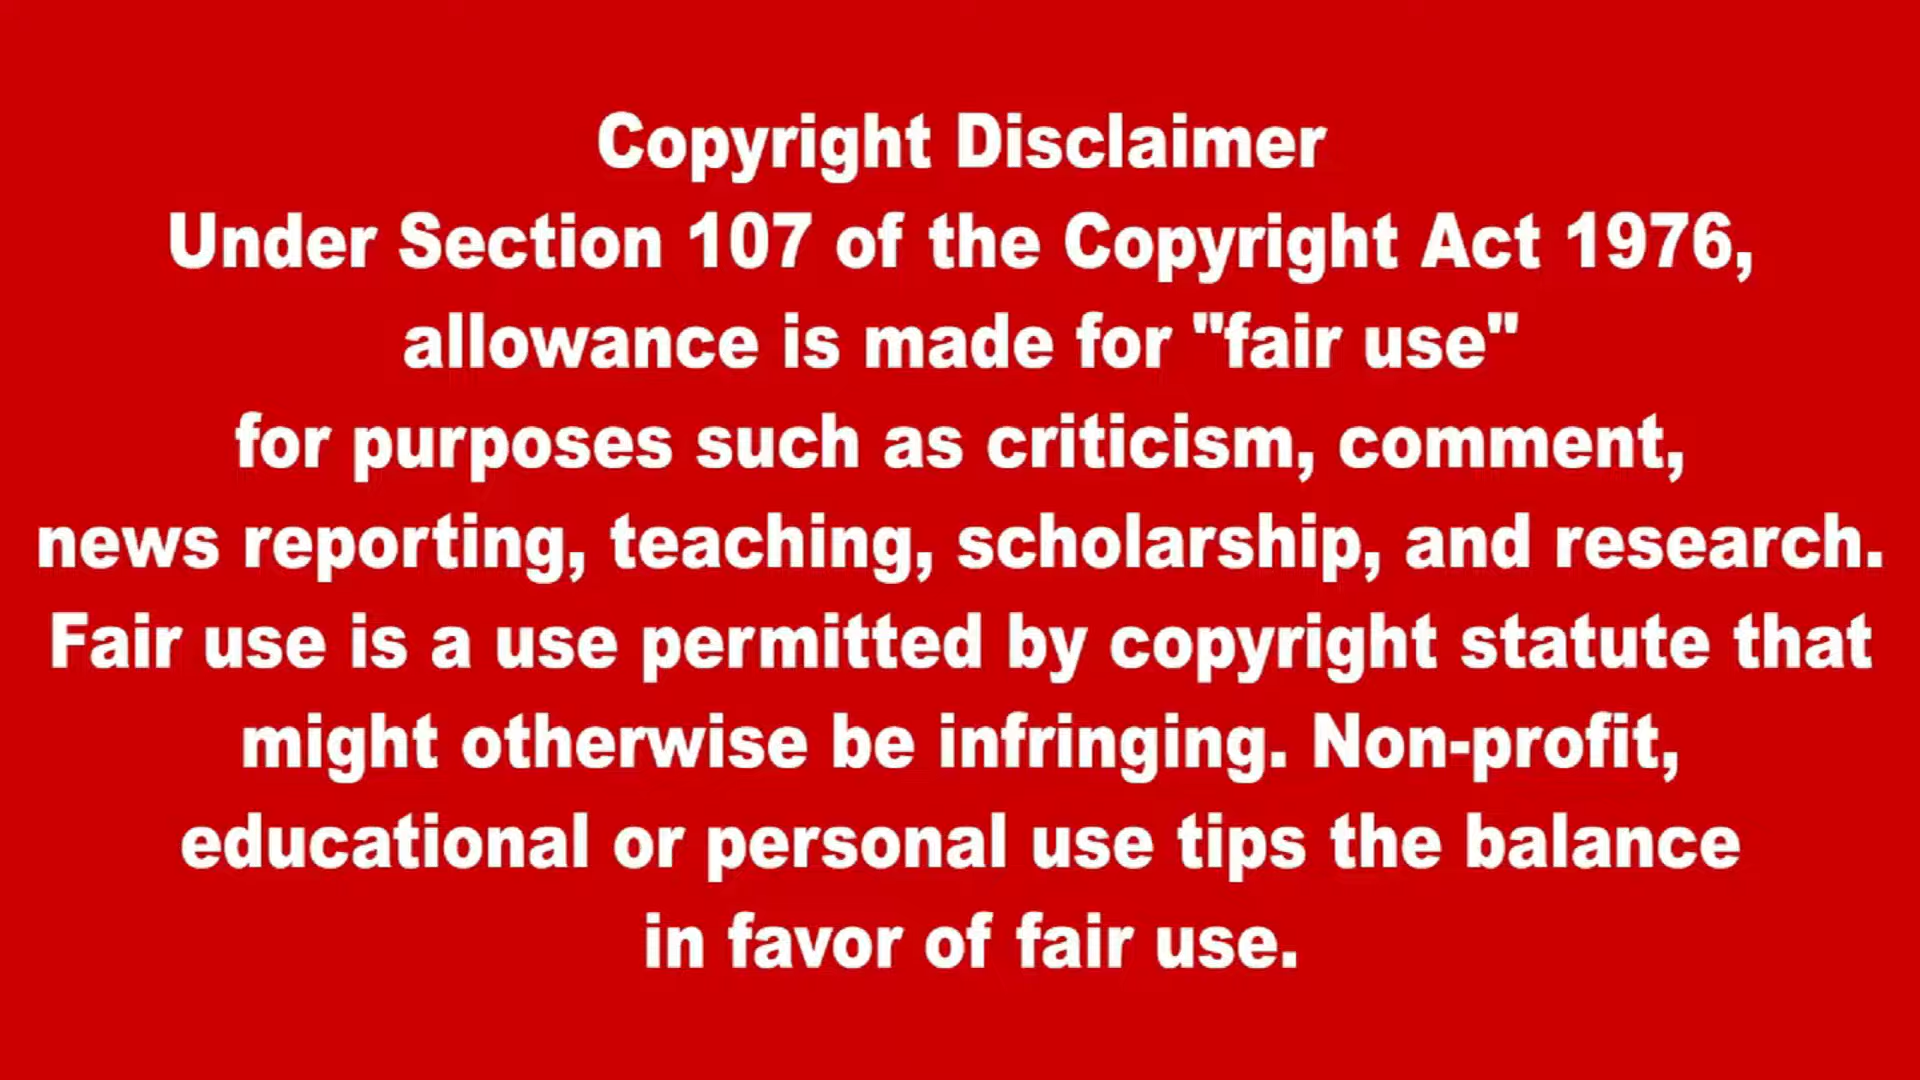 Copyright Disclaimer
Under Section 107 of the Copyright Act 1976,
allowance is made for "fair use"
for purposes such as criticism, comment,
news reporting, teaching, scholarship, and research.
Fair use is a use permitted by copyright statute that
might otherwise be infringing. Non-profit,
educational or personal use tips the balance
in favor of fair use.